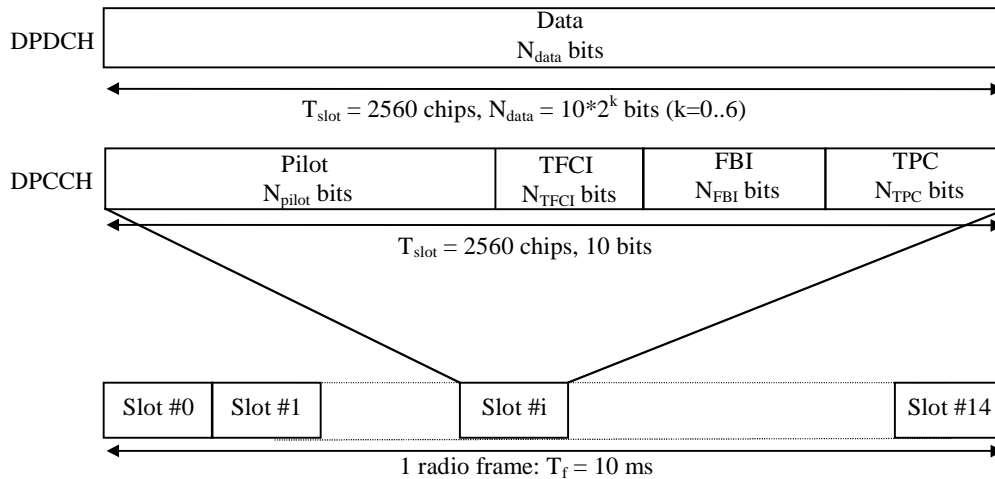 Data
DPDCH
N_data bits
T_slot = 2560 chips, N_data = 10*2^k bits (k=0..6)
Pilot TFCI FBI TPC
DPCCH
N_pilot bits N_TFCI bits N_FBI bits N_TPC bits
T_slot = 2560 chips, 10 bits
Slot #0 Slot #1 Slot #i Slot #14
1 radio frame: T_f = 10 ms